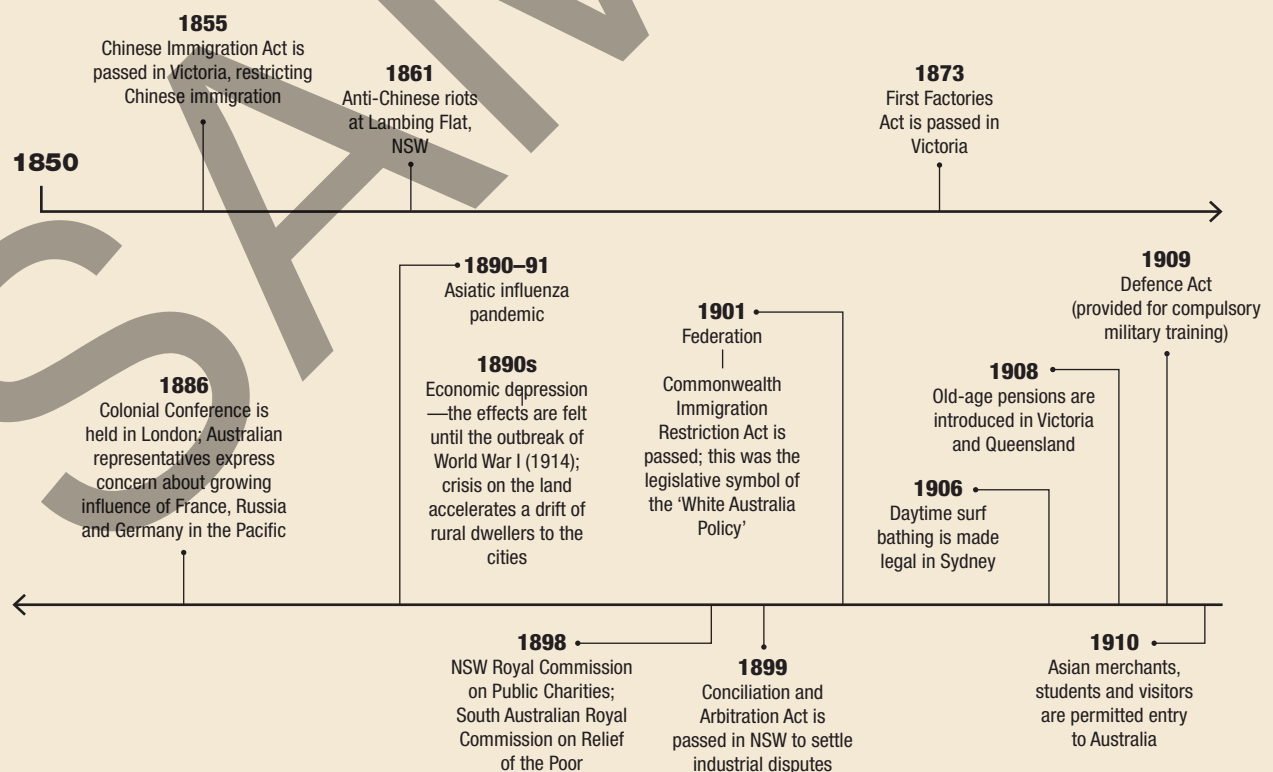 1855
Chinese Immigration Act is
passed in Victoria, restricting
Chinese immigration
1861
Anti-Chinese riots
at Lambing Flat,
NSW
1873
First Factories
Act is passed in
Victoria
1850
1886
Colonial Conference is
held in London; Australian
representatives express
concern about growing
influence of France, Russia
and Germany in the Pacific
1890–91
Asiatic influenza
pandemic
1890s
Economic depression
—the effects are felt
until the outbreak of
World War I (1914);
crisis on the land
accelerates a drift of
rural dwellers to the
cities
1898
NSW Royal Commission
on Public Charities;
South Australian Royal
Commission on Relief
of the Poor
1899
Conciliation and
Arbitration Act is
passed in NSW to settle
industrial disputes
1901
Federation
Commonwealth
Immigration
Restriction Act is
passed; this was the
legislative symbol of
the ‘White Australia
Policy’
1906
Daytime surf
bathing is made
legal in Sydney
1908
Old-age pensions are
introduced in Victoria
and Queensland
1909
Defence Act
(provided for compulsory
military training)
1910
Asian merchants,
students and visitors
are permitted entry
to Australia